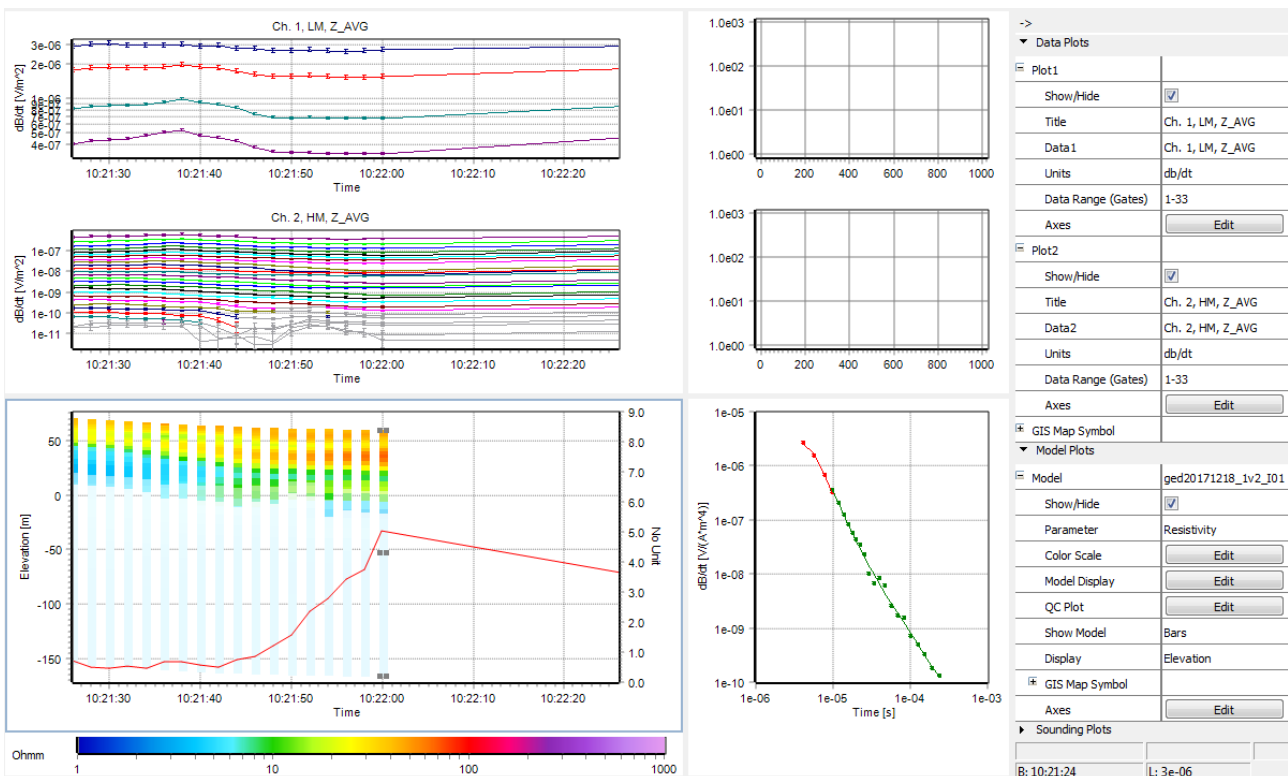 Ch. 1, LM, Z_AVG
3e-06
2e-06
1e-06
6e-07
5e-07
4e-07
dB/dt [V/m^2]
10:21:30 10:21:40 10:21:50 10:22:00 10:22:10 10:22:20
Time
Ch. 2, HM, Z_AVG
1e-07
1e-08
1e-09
1e-10
1e-11
dB/dt [V/m^2]
10:21:30 10:21:40 10:21:50 10:22:00 10:22:10 10:22:20
Time
1.0e03
1.0e02
1.0e01
1.0e00
0 200 400 600 800 1000
1.0e03
1.0e02
1.0e01
1.0e00
0 200 400 600 800 1000
50
0
-50
-100
-150
Elevation [m]
9.0
8.0
7.0
6.0
5.0
4.0
3.0
2.0
1.0
0.0
No Unit
10:21:30 10:21:40 10:21:50 10:22:00 10:22:10 10:22:20
Time
1e-05
1e-06
1e-07
1e-08
1e-09
1e-10
dB/dt [V/(A*m^4)]
1e-06 1e-05 1e-04 1e-03
Time [s]
Ohmm
1 10 100 1000
->
Data Plots
Plot1
Show/Hide
Title Ch. 1, LM, Z_AVG
Data1 Ch. 1, LM, Z_AVG
Units db/dt
Data Range (Gates) 1-33
Axes Edit
Plot2
Show/Hide
Title Ch. 2, HM, Z_AVG
Data2 Ch. 2, HM, Z_AVG
Units db/dt
Data Range (Gates) 1-33
Axes Edit
GIS Map Symbol
Model Plots
Model ged20171218_1v2_I01
Show/Hide
Parameter Resistivity
Color Scale Edit
Model Display Edit
QC Plot Edit
Show Model Bars
Display Elevation
GIS Map Symbol
Axes Edit
Sounding Plots
B: 10:21:24 L: 3e-06